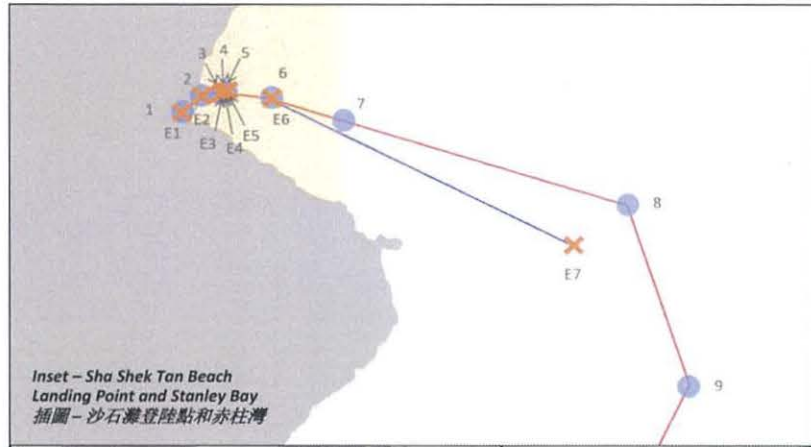 3 4 5
2 6
1 7
E1 E2 E6
E3 E4 E5
8
E7
9
Inset – Sha Shek Tan Beach
Landing Point and Stanley Bay
插圖 – 沙石灘登陸點和赤柱灣